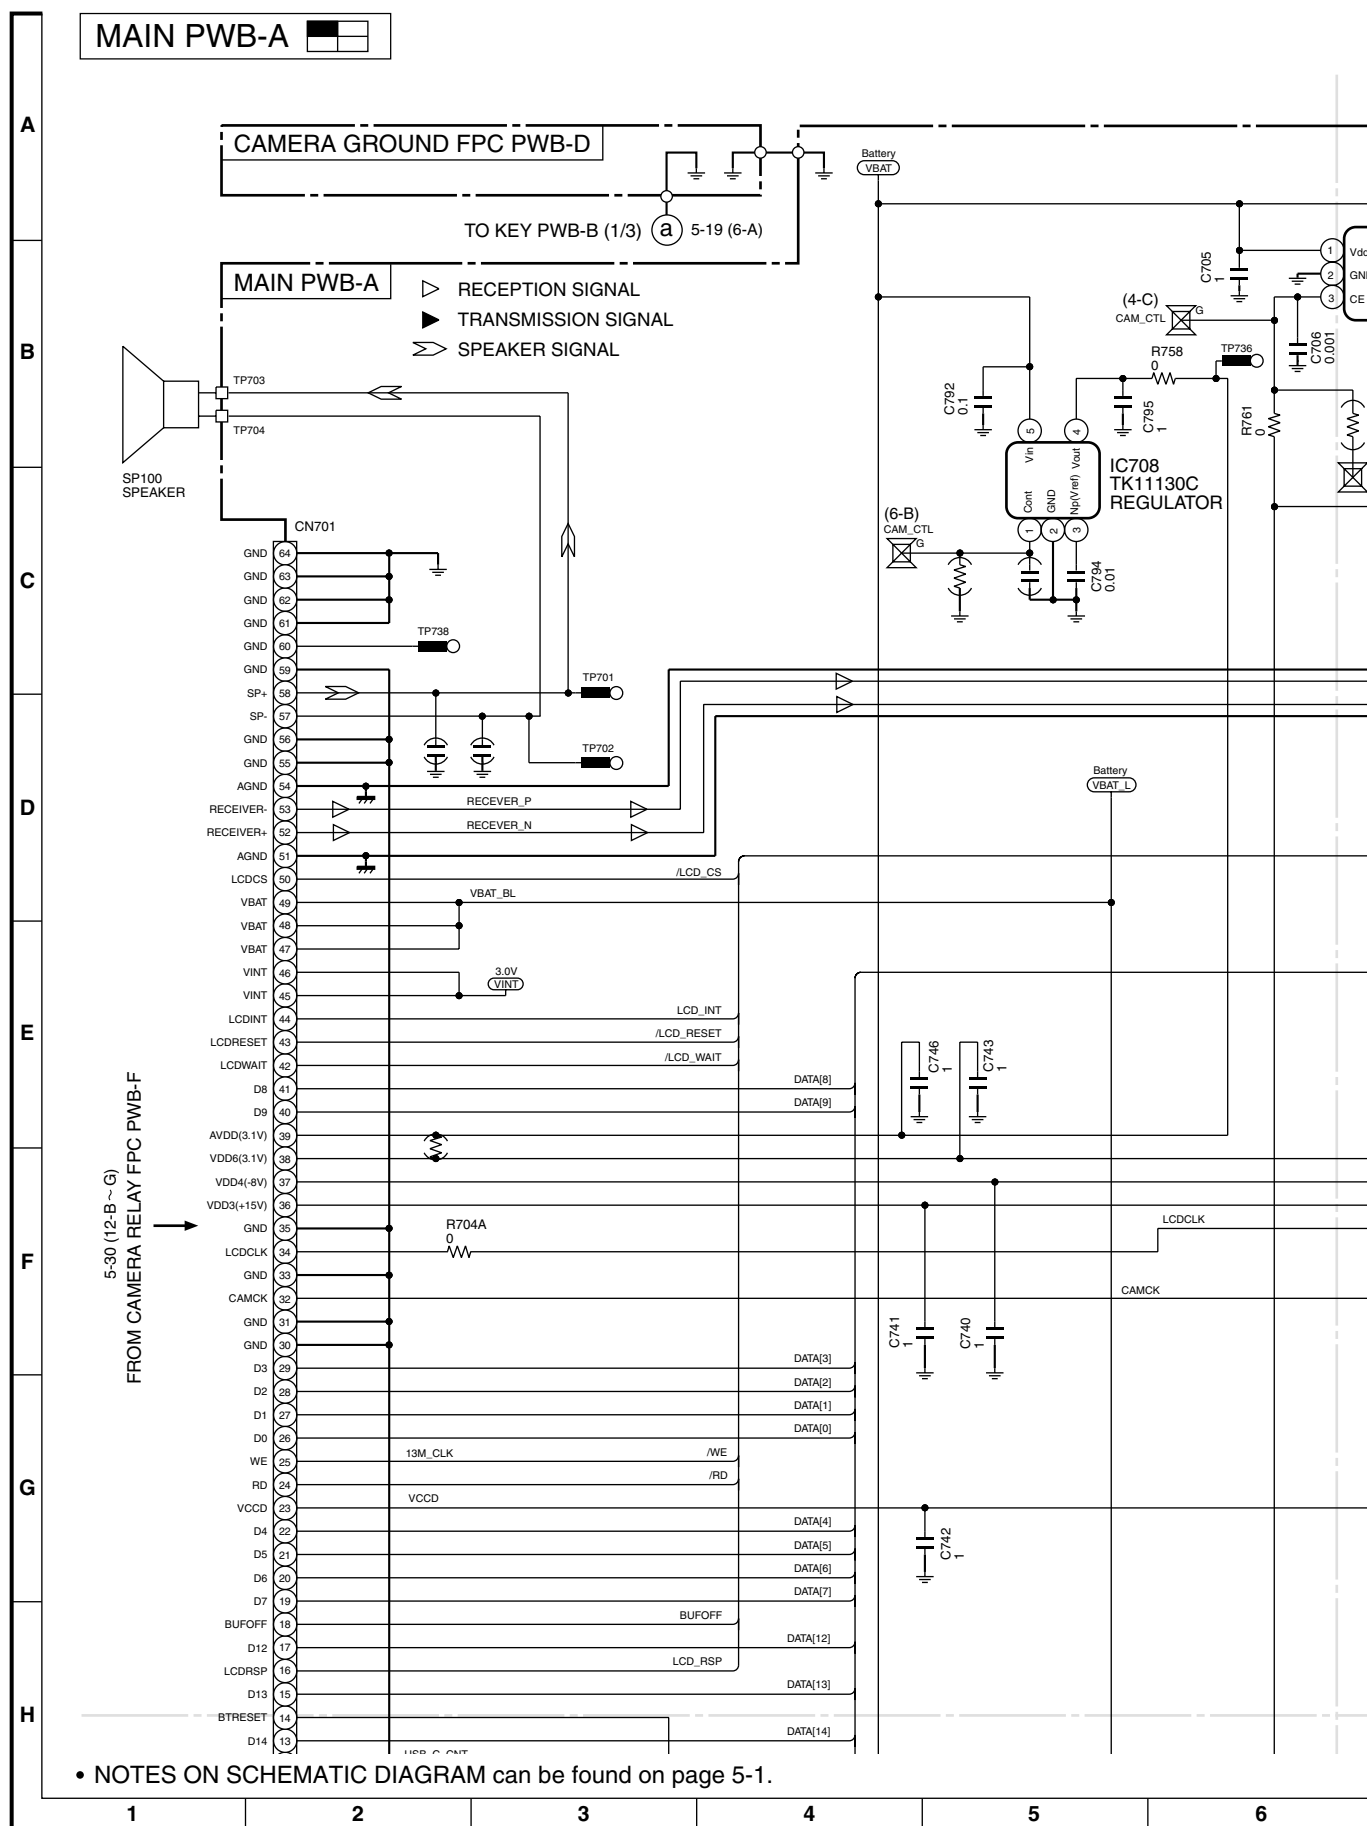 MAIN PWB-A
A
B
C
D
E
F
G
H
CAMERA GROUND FPC PWB-D
TO KEY PWB-B (1/3) a 5-19 (6-A)
Battery
VBAT
MAIN PWB-A
RECEPTION SIGNAL
TRANSMISSION SIGNAL
SPEAKER SIGNAL
TP703
TP704
SP100
SPEAKER
C705
1
1 Vdd
2
3 CE
(4-C)
CAM_CTL
G
C706
0.001
R758
0
TP736
C792
0.1
C795
1
R761
0
5 4
Vin Vout
Cont GND Np(Vref)
1 2 3
IC708
TK11130C
REGULATOR
(6-B)
CAM_CTL
G
C794
0.01
CN701
GND 64
GND 63
GND 62
GND 61
GND 60 TP738
GND 59
SP+ 58 TP701
SP- 57
GND 56
GND 55 TP702
AGND 54
RECEIVER- 53 RECEVER_P
RECEIVER+ 52 RECEVER_N
AGND 51
LCDCS 50 /LCD_CS
VBAT 49 VBAT_BL
VBAT 48
VBAT 47
Battery
VBAT_L
VINT 46 3.0V
VINT
VINT 45
LCDINT 44 LCD_INT
LCDRESET 43 /LCD_RESET
LCDWAIT 42 /LCD_WAIT
D8 41 DATA[8]
D9 40 DATA[9]
C746
1
C743
1
AVDD(3.1V) 39
VDD6(3.1V) 38
VDD4(-8V) 37
VDD3(+15V) 36
GND 35
R704A
0
LCDCLK
LCDCLK 34
GND 33
CAMCK 32 CAMCK
GND 31
GND 30
C741
1
C740
1
5-30 (12-B ~ G)
FROM CAMERA RELAY FPC PWB-F
D3 29 DATA[3]
D2 28 DATA[2]
D1 27 DATA[1]
D0 26 DATA[0]
WE 25 13M_CLK /WE
RD 24 /RD
VCCD 23 VCCD
D4 22 DATA[4]
D5 21 DATA[5]
D6 20 DATA[6]
D7 19 DATA[7]
C742
1
BUFOFF 18 BUFOFF
D12 17 DATA[12]
LCDRSP 16 LCD_RSP
D13 15 DATA[13]
BTRESET 14
D14 13 DATA[14]
• NOTES ON SCHEMATIC DIAGRAM can be found on page 5-1.
1 2 3 4 5 6